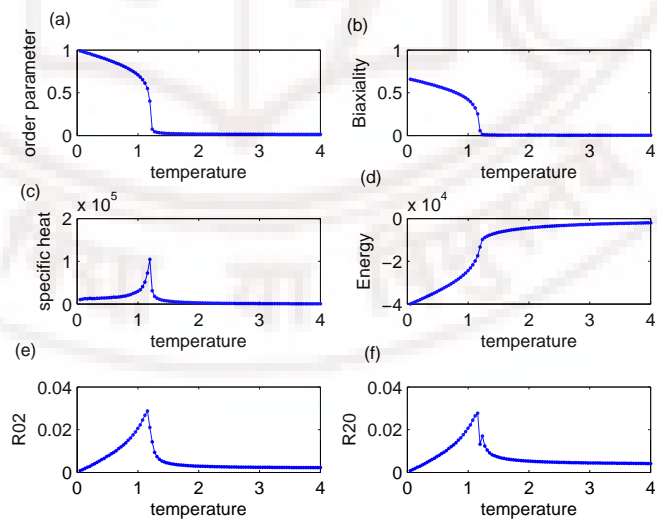 (a)
order parameter
1
0.5
0
0 1 2 3 4
temperature
(b)
Biaxiality
1
0.5
0
0 1 2 3 4
temperature
(c)
x 10^5
specific heat
2
1
0
0 1 2 3 4
temperature
(d)
x 10^4
Energy
0
−2
−4
0 1 2 3 4
temperature
(e)
R02
0.04
0.02
0
0 1 2 3 4
temperature
(f)
R20
0.04
0.02
0
0 1 2 3 4
temperature